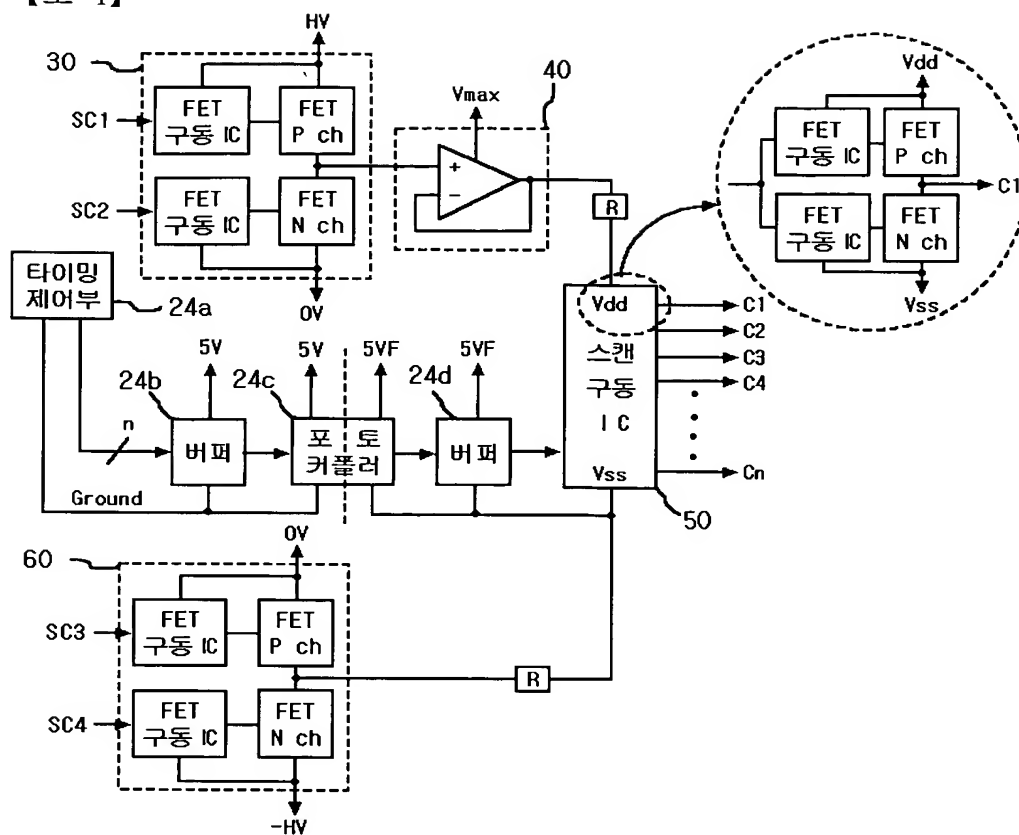 30
HV
SC1
FET
구동 IC
FET
P ch
SC2
FET
구동 IC
FET
N ch
0V
Vmax
40
+
-
R
Vdd
FET
구동 IC
FET
P ch
FET
구동 IC
FET
N ch
C1
Vss
타이밍
제어부
24a
24b
5V
24c
5V
5VF
24d
5VF
n
버퍼
포 토
커플러
버퍼
Ground
Vdd
스캔
구동
IC
Vss
C1
C2
C3
C4
Cn
50
60
0V
SC3
FET
구동 IC
FET
P ch
SC4
FET
구동 IC
FET
N ch
R
-HV